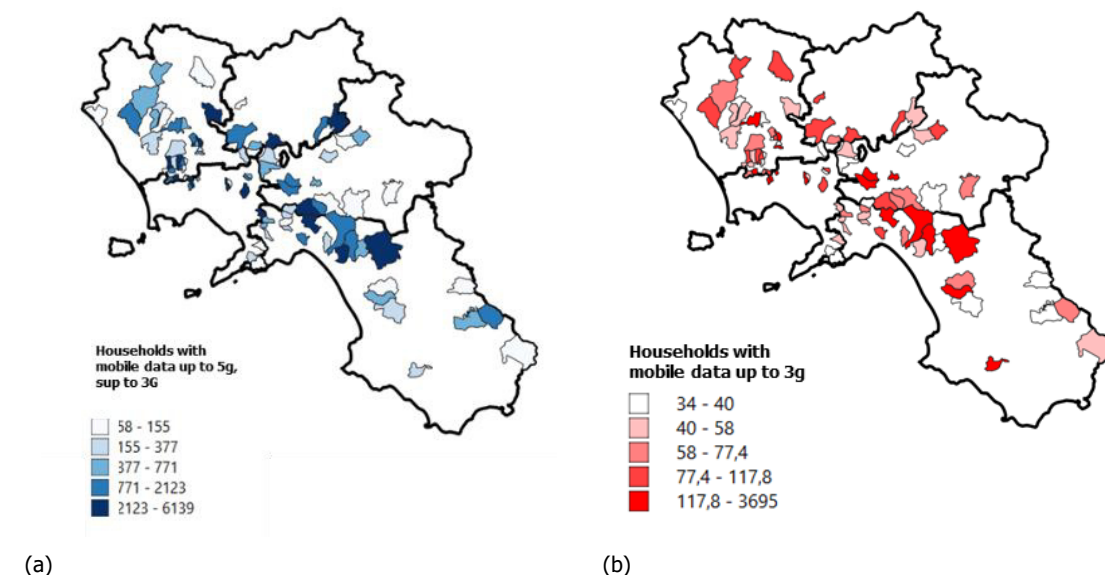 Households with
mobile data up to 5g,
sup to 3G
58 - 155
155 - 377
377 - 771
771 - 2123
2123 - 6139
(a)
Households with
mobile data up to 3g
34 - 40
40 - 58
58 - 77,4
77,4 - 117,8
117,8 - 3695
(b)